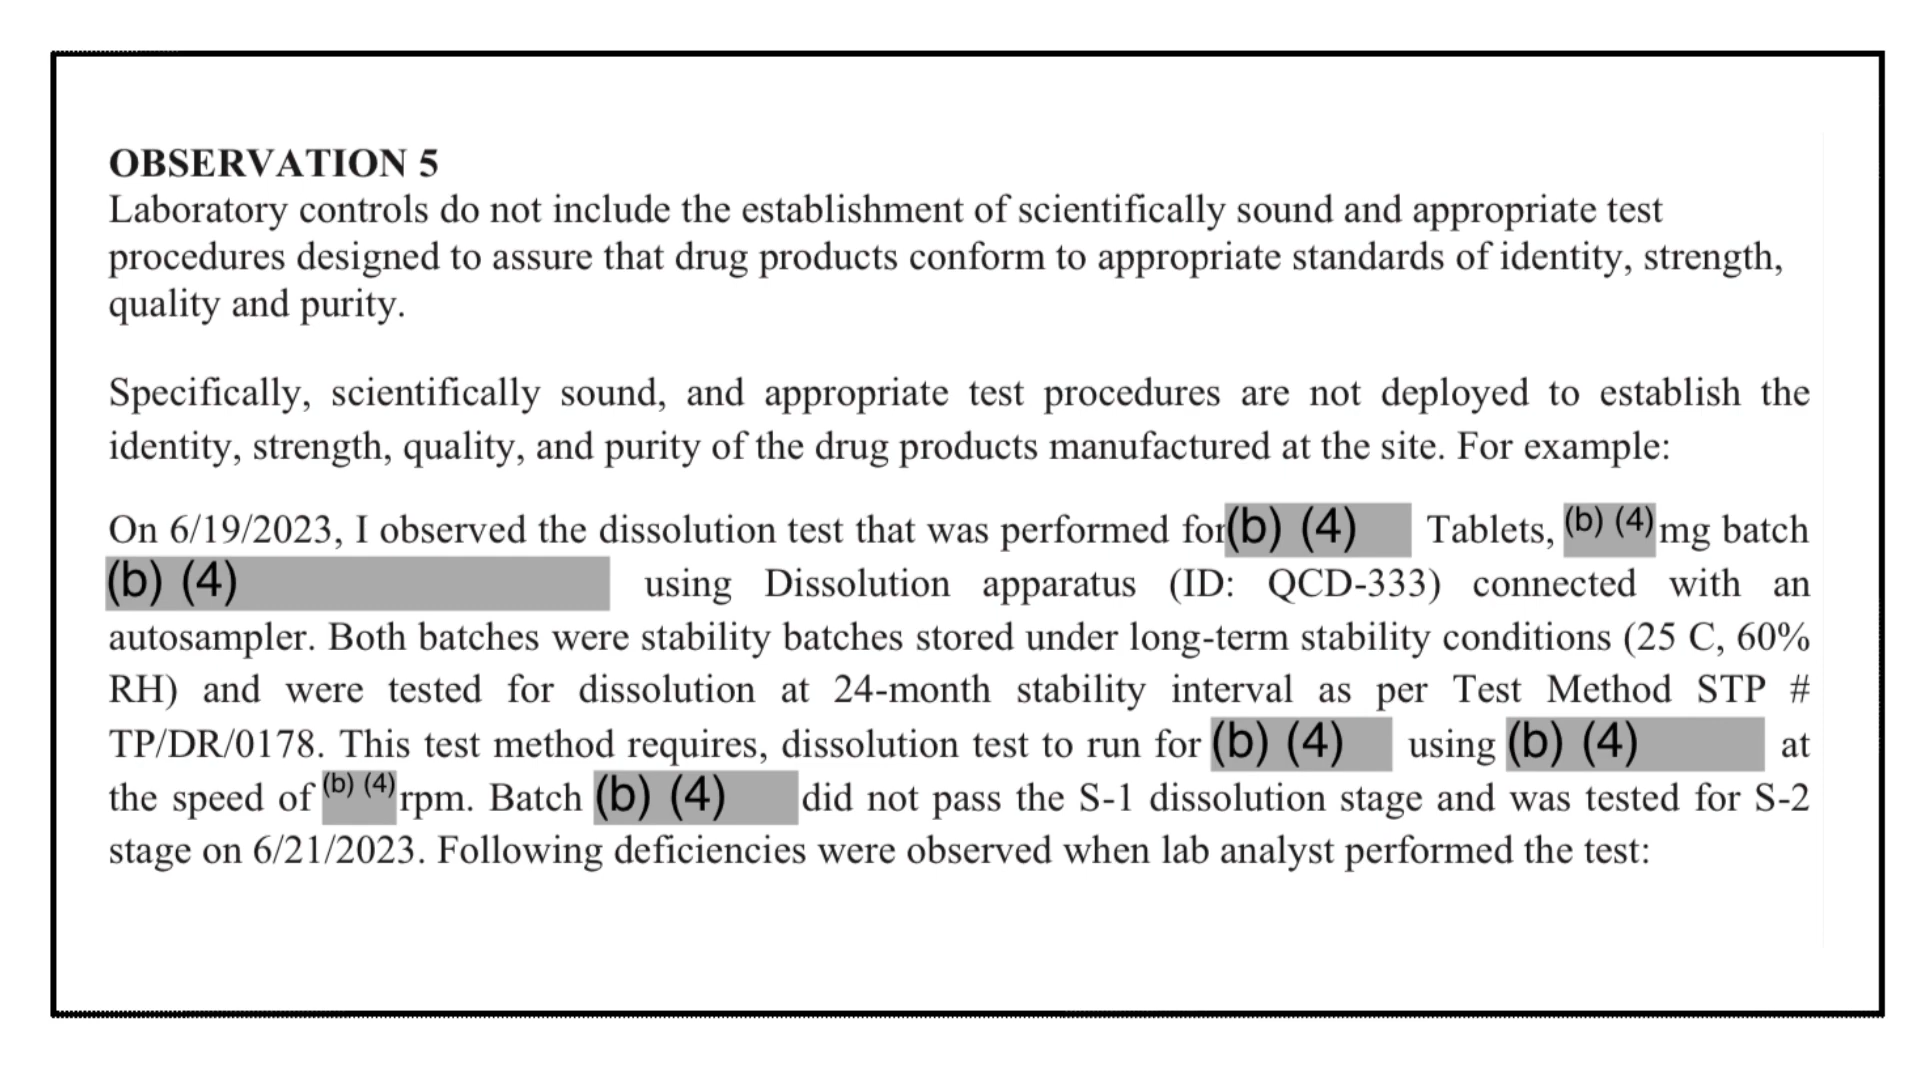 OBSERVATION 5
Laboratory controls do not include the establishment of scientifically sound and appropriate test
procedures designed to assure that drug products conform to appropriate standards of identity, strength,
quality and purity.
Specifically, scientifically sound, and appropriate test procedures are not deployed to establish the
identity, strength, quality, and purity of the drug products manufactured at the site. For example:
On 6/19/2023, I observed the dissolution test that was performed for (b) (4) Tablets, (b) (4) mg batch
(b) (4) using Dissolution apparatus (ID: QCD-333) connected with an
autosampler. Both batches were stability batches stored under long-term stability conditions (25 C, 60%
RH) and were tested for dissolution at 24-month stability interval as per Test Method STP #
TP/DR/0178. This test method requires, dissolution test to run for (b) (4) using (b) (4) at
the speed of (b) (4) rpm. Batch (b) (4) did not pass the S-1 dissolution stage and was tested for S-2
stage on 6/21/2023. Following deficiencies were observed when lab analyst performed the test: